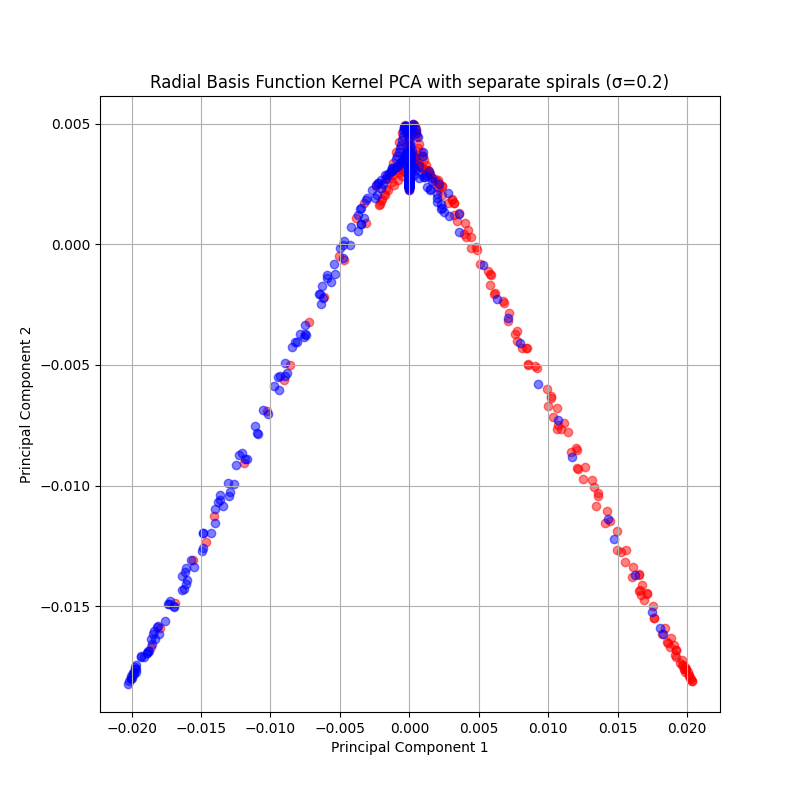 Radial Basis Function Kernel PCA with separate spirals (σ=0.2)
0.005
0.000
−0.005
−0.010
−0.015
Principal Component 2
−0.020 −0.015 −0.010 −0.005 0.000 0.005 0.010 0.015 0.020
Principal Component 1